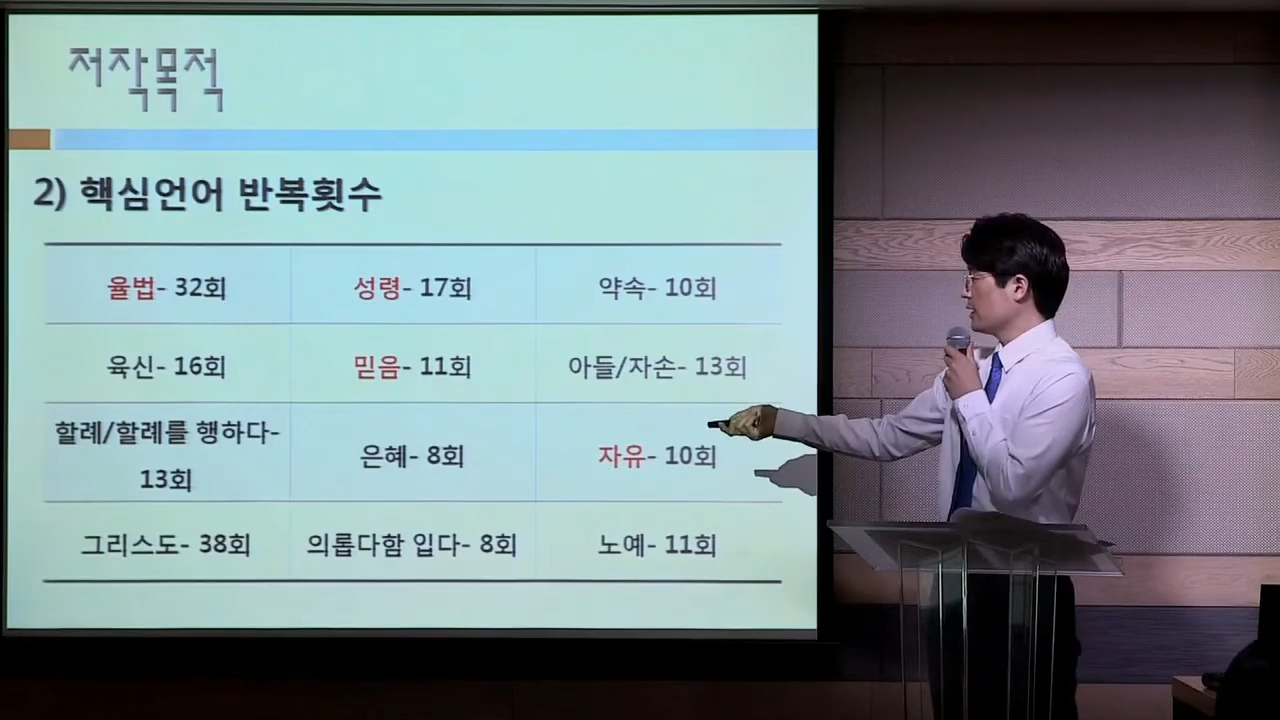 저작목적
2) 핵심언어 반복횟수
율법- 32회 성령- 17회 약속- 10회
육신- 16회 믿음- 11회 아들/자손- 13회
할례/할례를 행하다-
13회 은혜- 8회 자유- 10회
그리스도- 38회 의롭다함 입다- 8회 노예- 11회